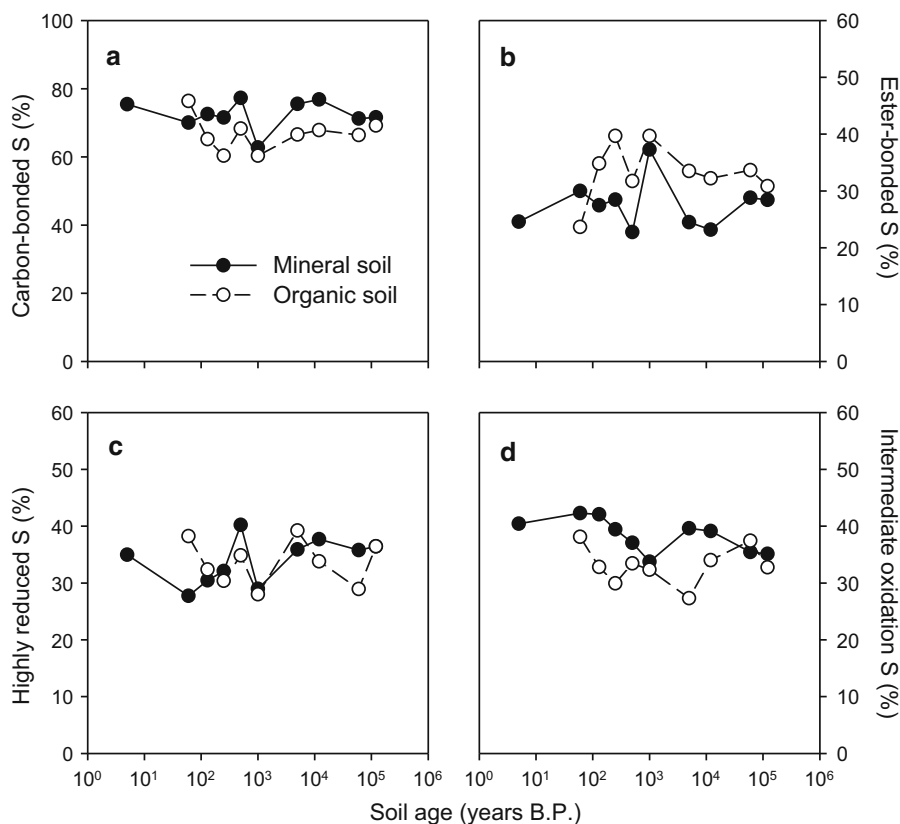 100
80
60
40
20
0
Carbon-bonded S (%)
a
Mineral soil
Organic soil
60
50
40
30
20
10
0
Ester-bonded S (%)
b
60
50
40
30
20
10
0
Highly reduced S (%)
c
10⁰ 10¹ 10² 10³ 10⁴ 10⁵ 10⁶
60
50
40
30
20
10
0
Intermediate oxidation S (%)
d
10⁰ 10¹ 10² 10³ 10⁴ 10⁵ 10⁶
Soil age (years B.P.)